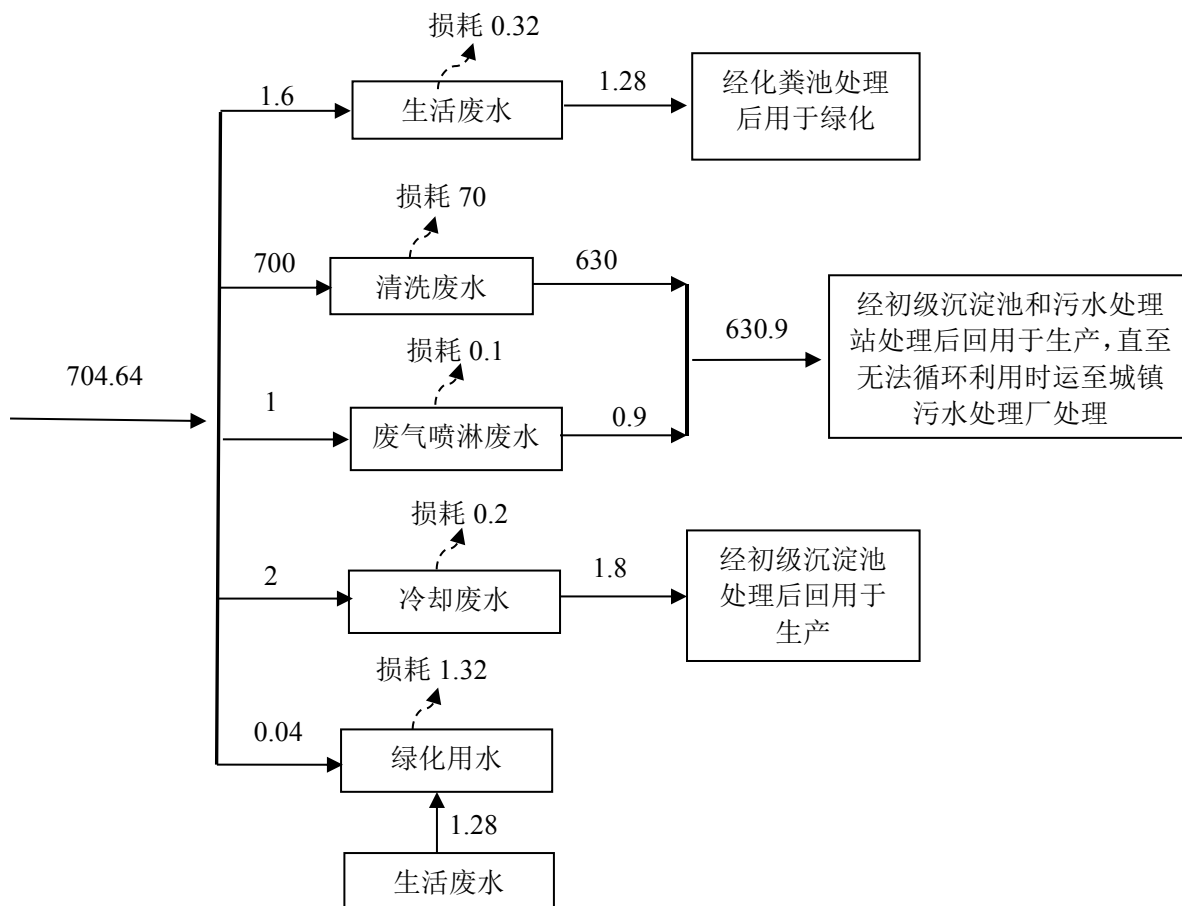 损耗 0.32
1.6
生活废水
1.28
经化粪池处理
后用于绿化
损耗 70
700
清洗废水
630
损耗 0.1
704.64
1
废气喷淋废水
0.9
630.9
经初级沉淀池和污水处理
站处理后回用于生产,直至
无法循环利用时运至城镇
污水处理厂处理
损耗 0.2
2
冷却废水
1.8
经初级沉淀池
处理后回用于
生产
损耗 1.32
0.04
绿化用水
1.28
生活废水